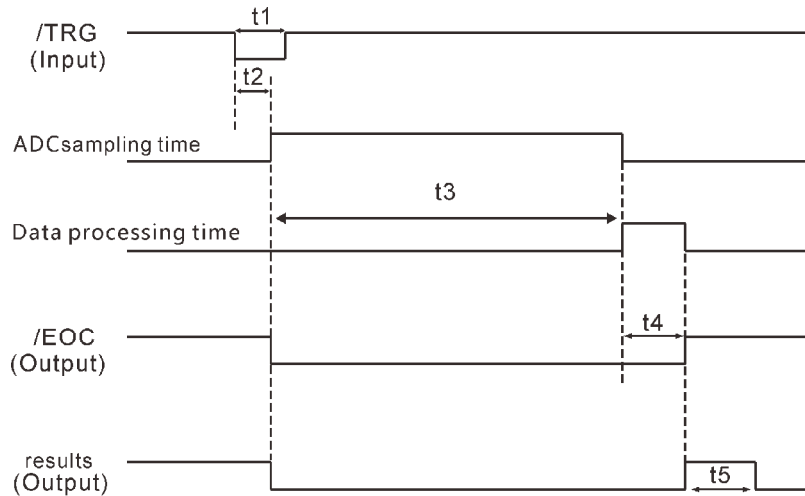 /TRG
(Input)
t1
t2
ADCsampling time
t3
Data processing time
/EOC
(Output)
t4
results
(Output)
t5